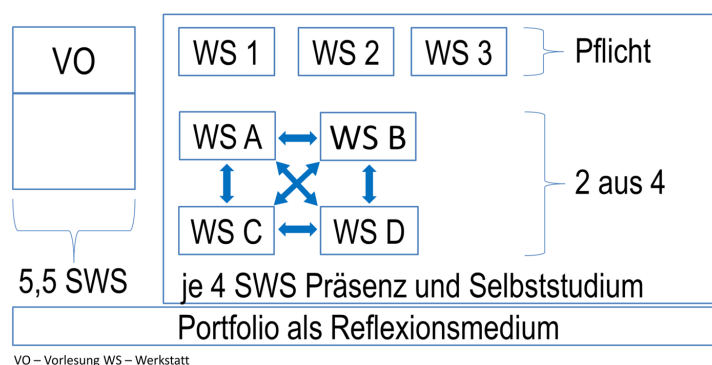 VO
WS 1 WS 2 WS 3 Pflicht
WS A WS B
2 aus 4
WS C WS D
5,5 SWS
je 4 SWS Präsenz und Selbststudium
Portfolio als Reflexionsmedium
VO – Vorlesung WS – Werkstatt